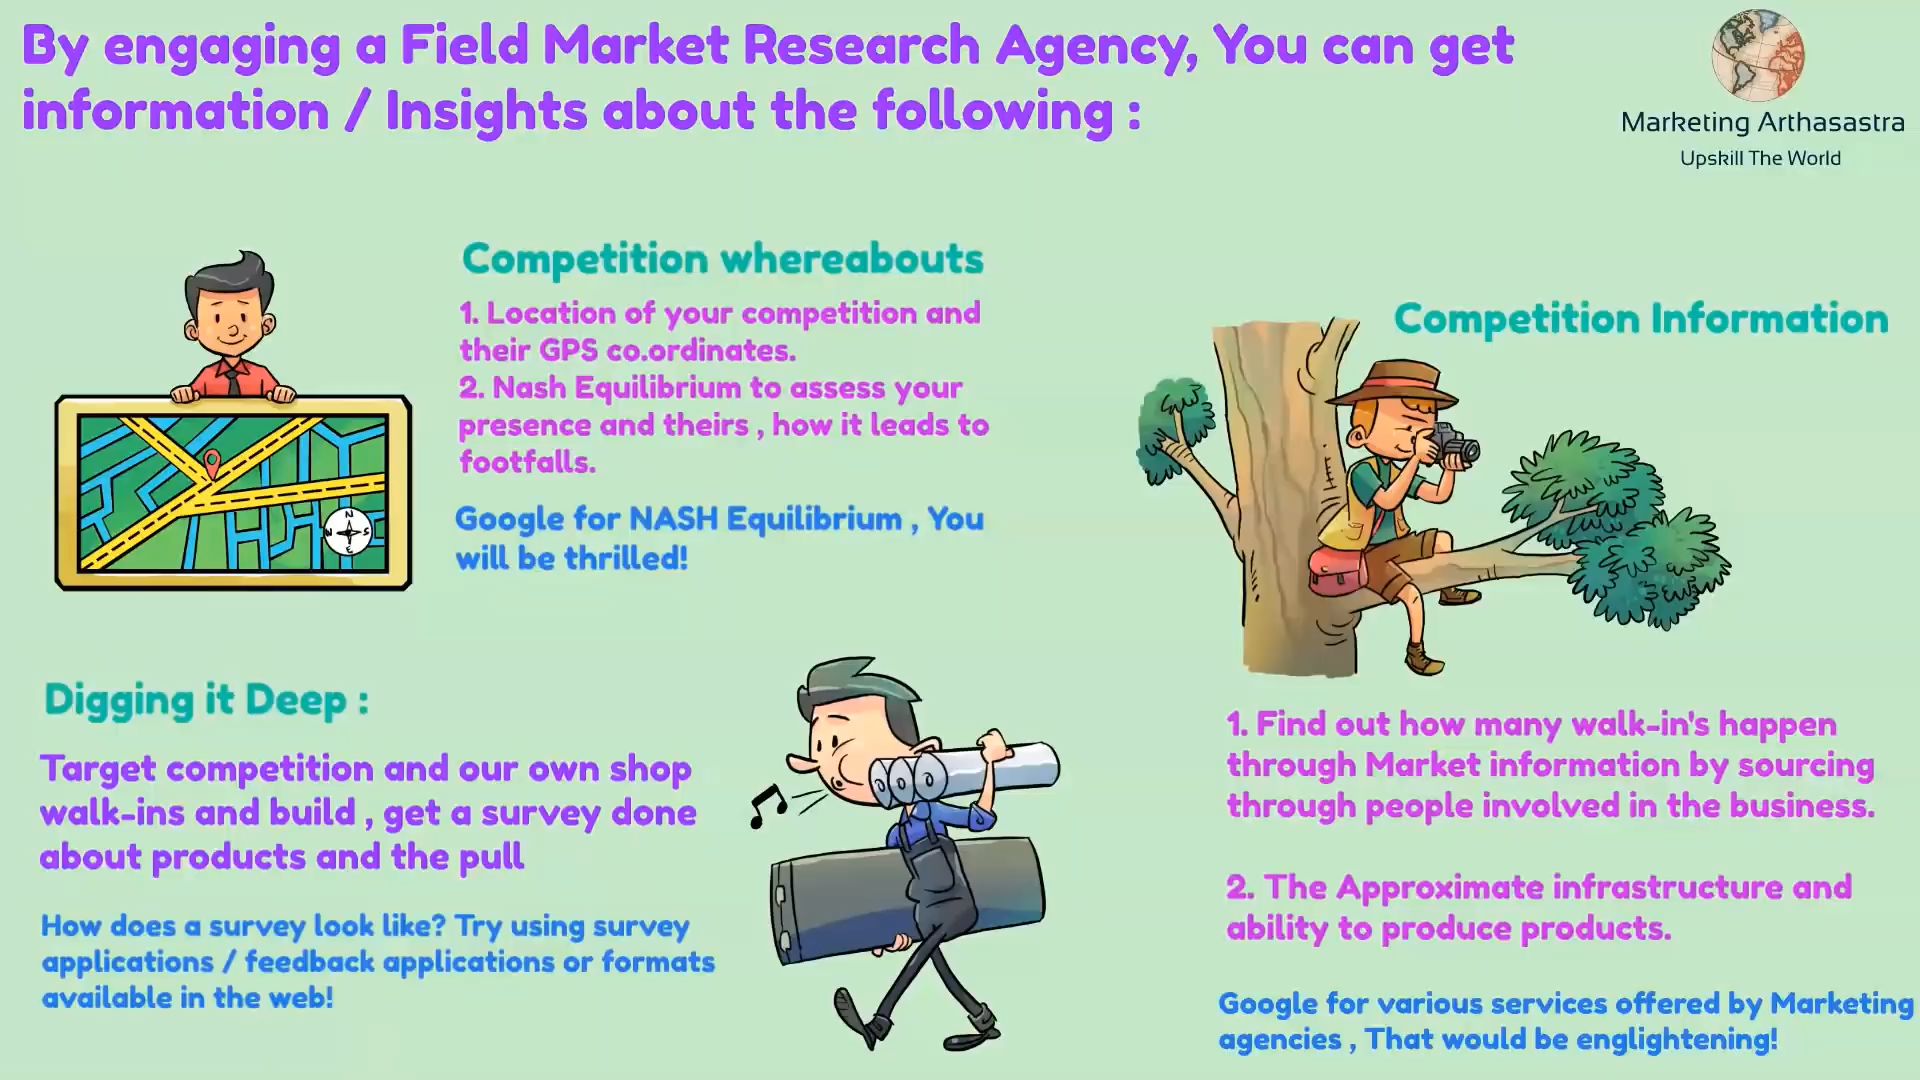 By engaging a Field Market Research Agency, You can get
information / Insights about the following :
Marketing Arthasastra
Upskill The World
Competition whereabouts
1. Location of your competition and
their GPS co.ordinates.
2. Nash Equilibrium to assess your
presence and theirs , how it leads to
footfalls.
Google for NASH Equilibrium , You
will be thrilled!
N
W
S
E
Competition Information
1. Find out how many walk-in's happen
through Market information by sourcing
through people involved in the business.
2. The Approximate infrastructure and
ability to produce products.
Google for various services offered by Marketing
agencies , That would be englightening!
Digging it Deep :
Target competition and our own shop
walk-ins and build , get a survey done
about products and the pull
How does a survey look like? Try using survey
applications / feedback applications or formats
available in the web!